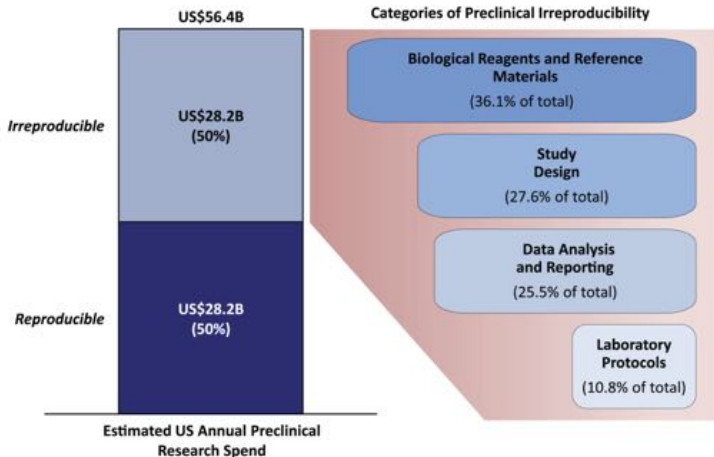 US$56.4B
Irreproducible
US$28.2B
(50%)
Reproducible
US$28.2B
(50%)
Estimated US Annual Preclinical
Research Spend
Categories of Preclinical Irreproducibility
Biological Reagents and Reference
Materials
(36.1% of total)
Study
Design
(27.6% of total)
Data Analysis
and Reporting
(25.5% of total)
Laboratory
Protocols
(10.8% of total)